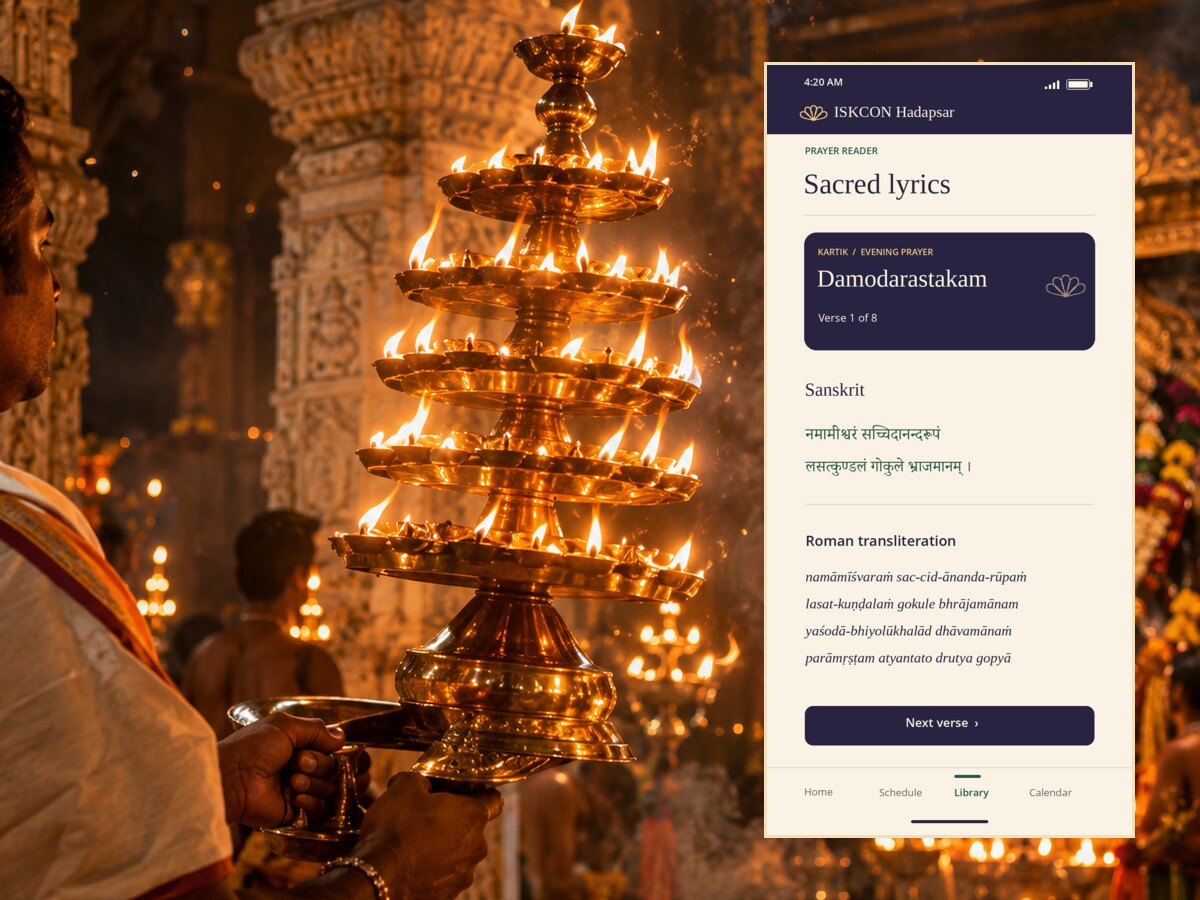 4:20 AM
ISKCON Hadapsar
PRAYER READER
Sacred lyrics
KARTIK / EVENING PRAYER
Damodarastakam
Verse 1 of 8
Sanskrit
नमामीश्वरं सच्चिदानन्दरूपं
लसत्कुण्डलं गोकुले भ्राजमानम् ।
Roman transliteration
namāmīśvaraṁ sac-cid-ānanda-rūpaṁ
lasat-kuṇḍalaṁ gokule bhrājamānam
yaśodā-bhiyolūkhalād dhāvamānaṁ
parāmṛṣṭam atyantato drutya gopyā
Next verse ›
Home Schedule Library Calendar